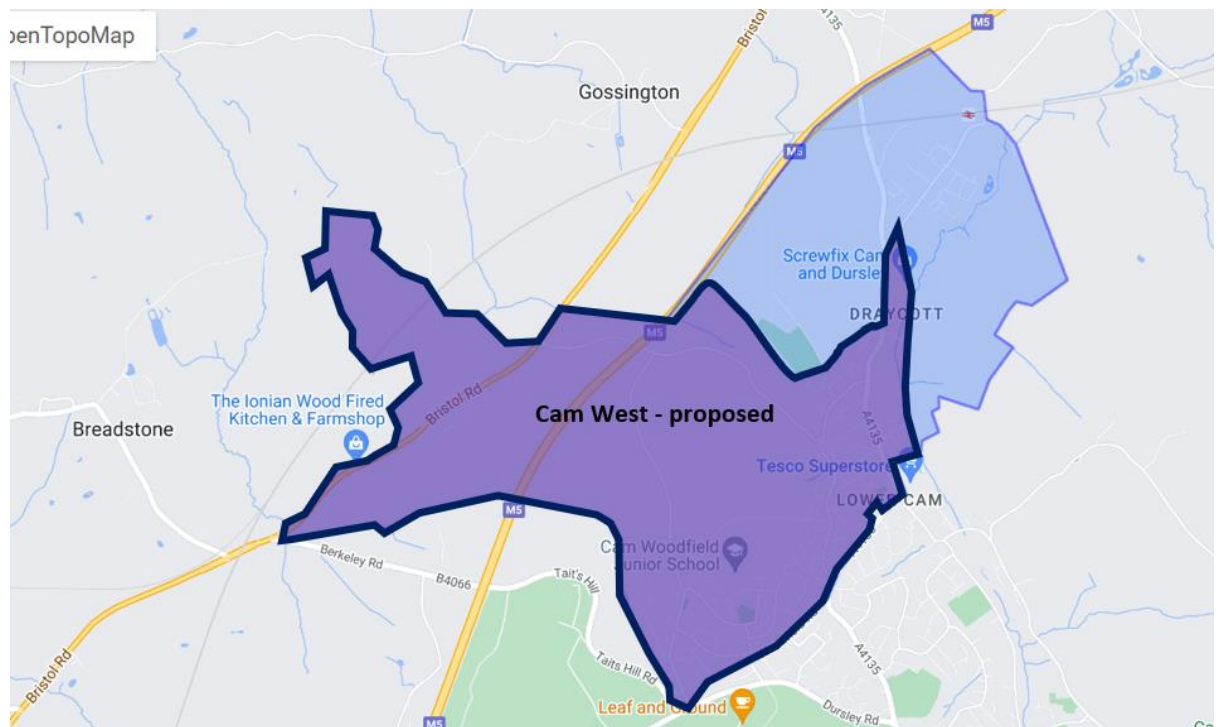 penTopoMap
Bristol
M5
Gossington
M5
Screwfix Cam
and Dursley
DRAYCOTT
M5
The Ionian Wood Fired
Kitchen & Farmshop
Bristol Rd
Cam West - proposed
Breadstone
A4135
Tesco Superstore
LOWER CAM
M5
Cam Woodfield
Junior School
Berkeley Rd
B4066
Tait's Hill
A4135
Taits Hill Rd
Bristol Rd
Leaf and Ground
Dursley Rd
M5